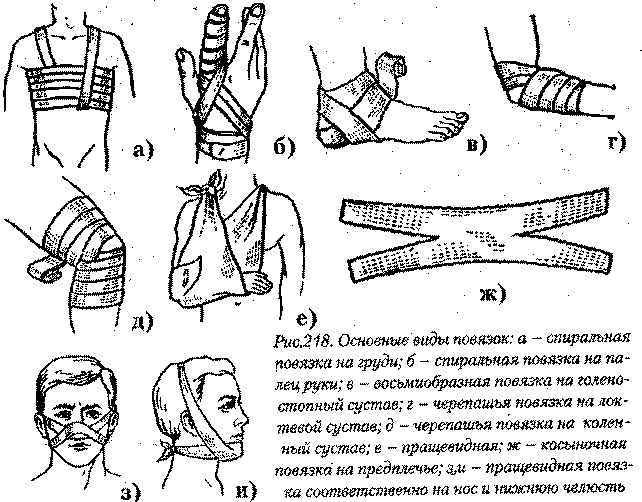 а) б) в) г)
д) е) ж)
з) и)
Рис.218. Основные виды повязок: а – спиральная
повязка на груди; б – спиральная повязка на па-
лец руки; в – восьмиобразная повязка на голено-
стопный сустав; г – черепашья повязка на лок-
тевой сустав; д – черепашья повязка на колен-
ный сустав; е – пращевидная; ж – косыночная
повязка на предплечье; з,и – пращевидная повяз-
ка соответственно на нос и нижнюю челюсть